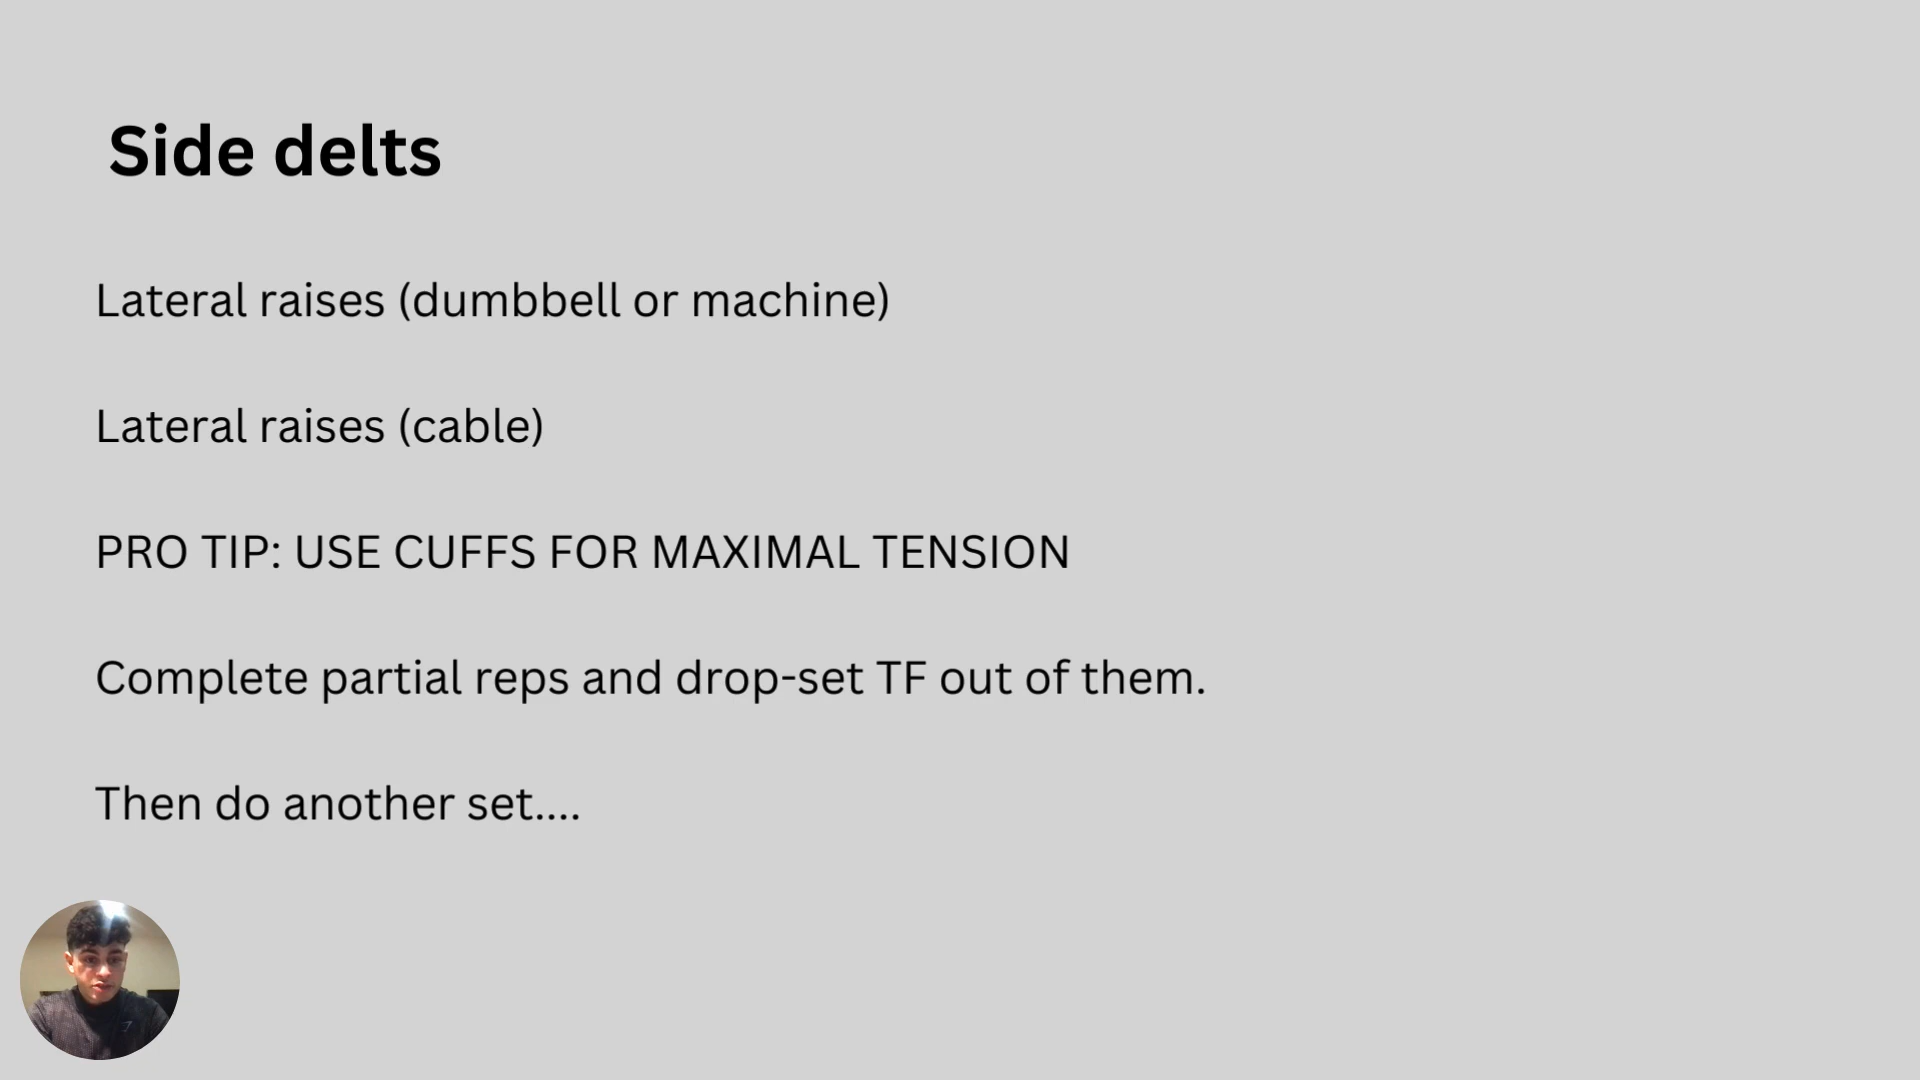 Side delts
Lateral raises (dumbbell or machine)
Lateral raises (cable)
PRO TIP: USE CUFFS FOR MAXIMAL TENSION
Complete partial reps and drop-set TF out of them.
Then do another set....